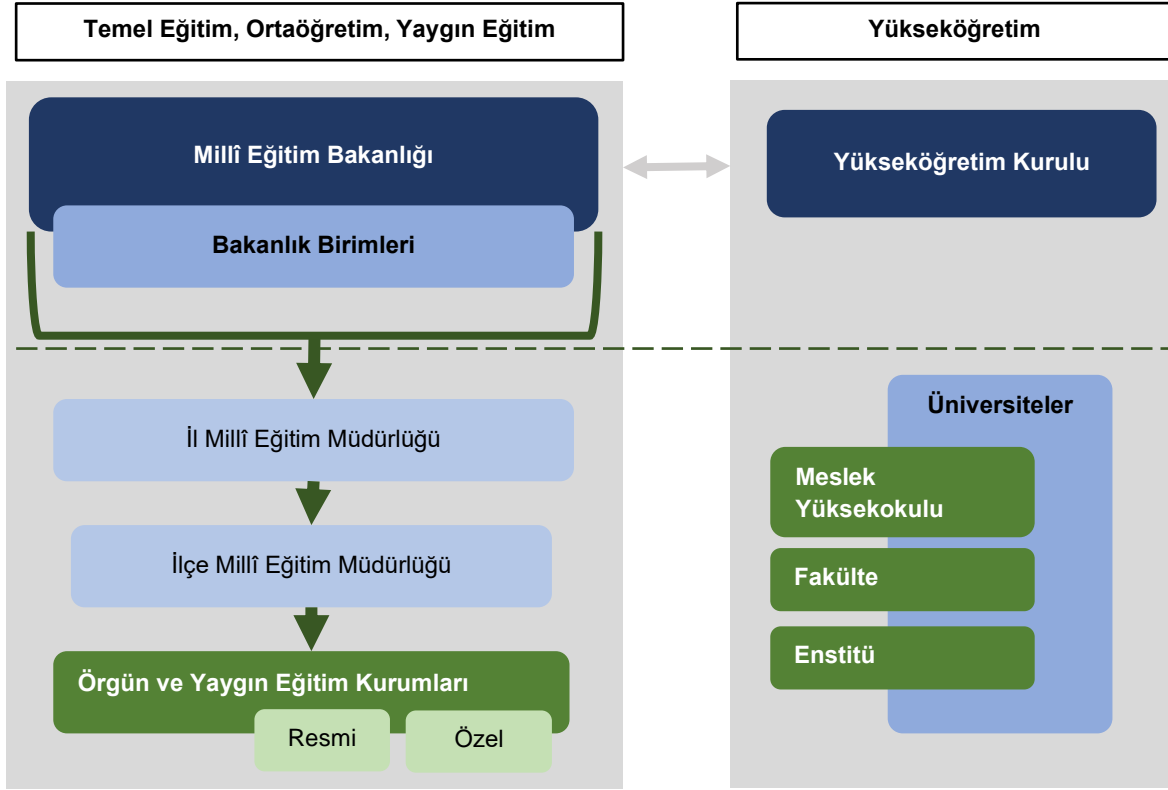 Temel Eğitim, Ortaöğretim, Yaygın Eğitim
Millî Eğitim Bakanlığı
Bakanlık Birimleri
İl Millî Eğitim Müdürlüğü
İlçe Millî Eğitim Müdürlüğü
Örgün ve Yaygın Eğitim Kurumları
Resmi
Özel
Yükseköğretim
Yükseköğretim Kurulu
Üniversiteler
Meslek
Yüksekokulu
Fakülte
Enstitü